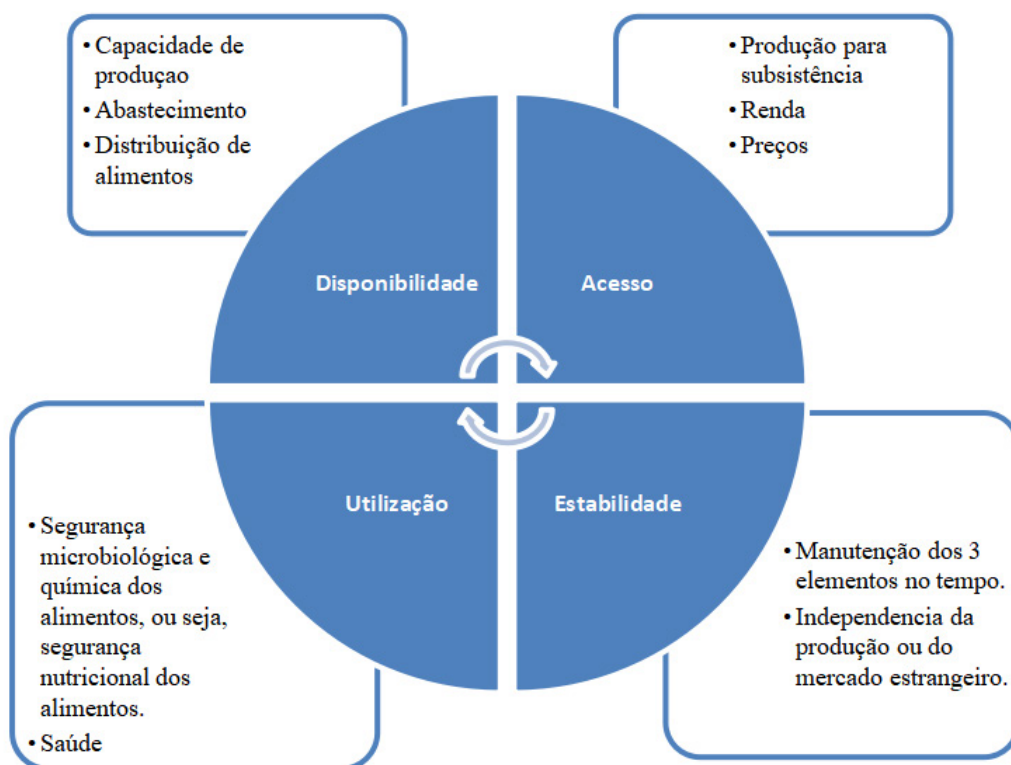 • Capacidade de
produçao
• Abastecimento
• Distribuição de
alimentos
• Produção para
subsistência
• Renda
• Preços
Disponibilidade
Acesso
Utilização
Estabilidade
• Segurança
microbiológica e
química dos
alimentos, ou seja,
segurança
nutricional dos
alimentos.
• Saúde
• Manutenção dos 3
elementos no tempo.
• Independencia da
produção ou do
mercado estrangeiro.